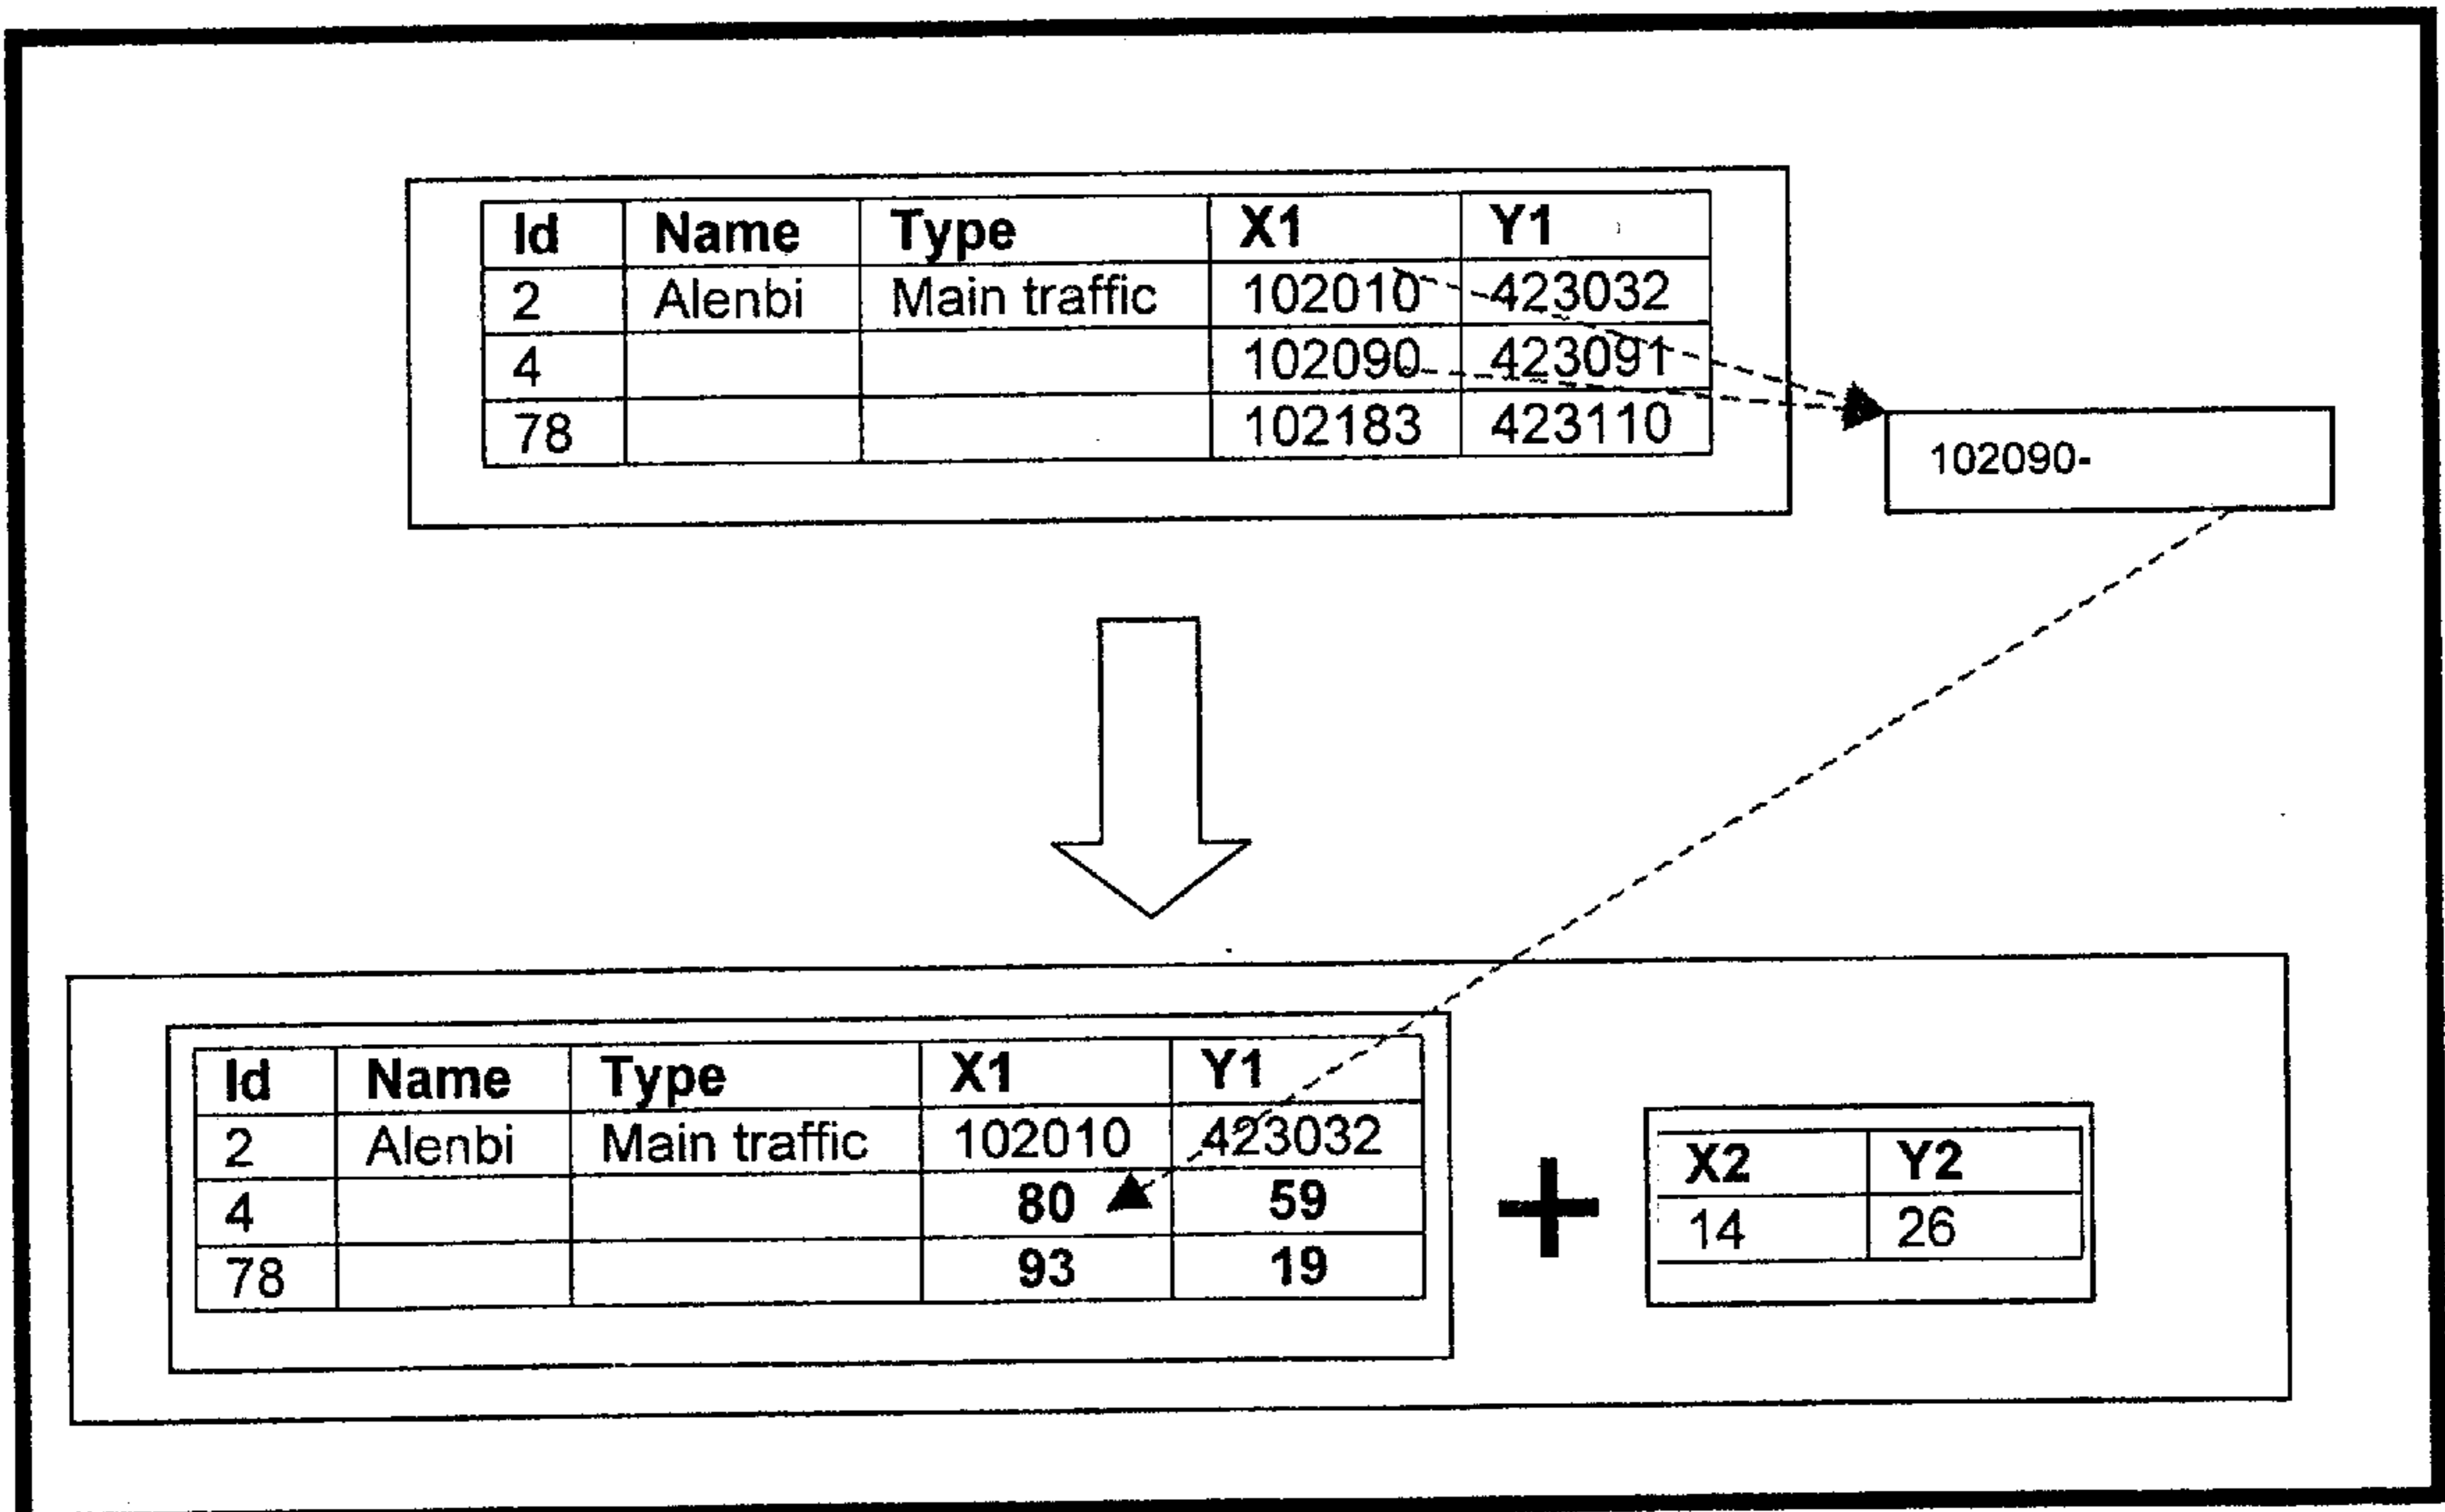 Id Name Type X1 Y1
2 Alenbi Main traffic 102010 423032
4 102090 423091
78 102183 423110
102090-
Id Name Type X1 Y1
2 Alenbi Main traffic 102010 423032
4 80 59
78 93 19
+
X2 Y2
14 26